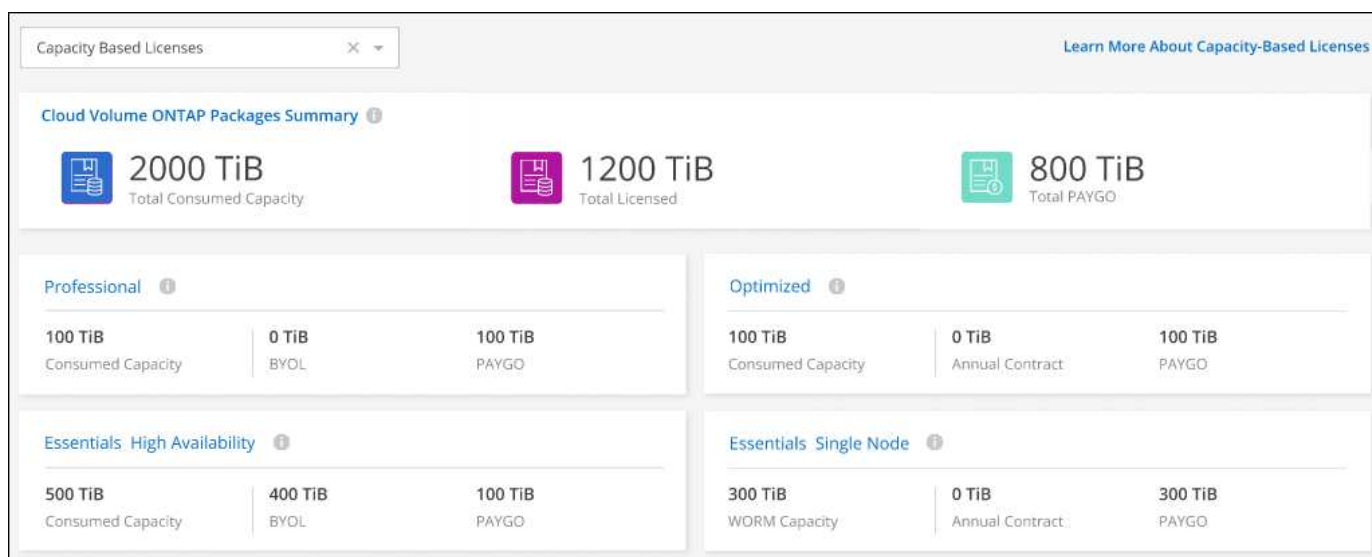 Capacity Based Licenses
Learn More About Capacity-Based Licenses
Cloud Volume ONTAP Packages Summary
2000 TiB
Total Consumed Capacity
1200 TiB
Total Licensed
800 TiB
Total PAYGO
Professional
100 TiB
Consumed Capacity
0 TiB
BYOL
100 TiB
PAYGO
Optimized
100 TiB
Consumed Capacity
0 TiB
Annual Contract
100 TiB
PAYGO
Essentials High Availability
500 TiB
Consumed Capacity
400 TiB
BYOL
100 TiB
PAYGO
Essentials Single Node
300 TiB
WORM Capacity
0 TiB
Annual Contract
300 TiB
PAYGO